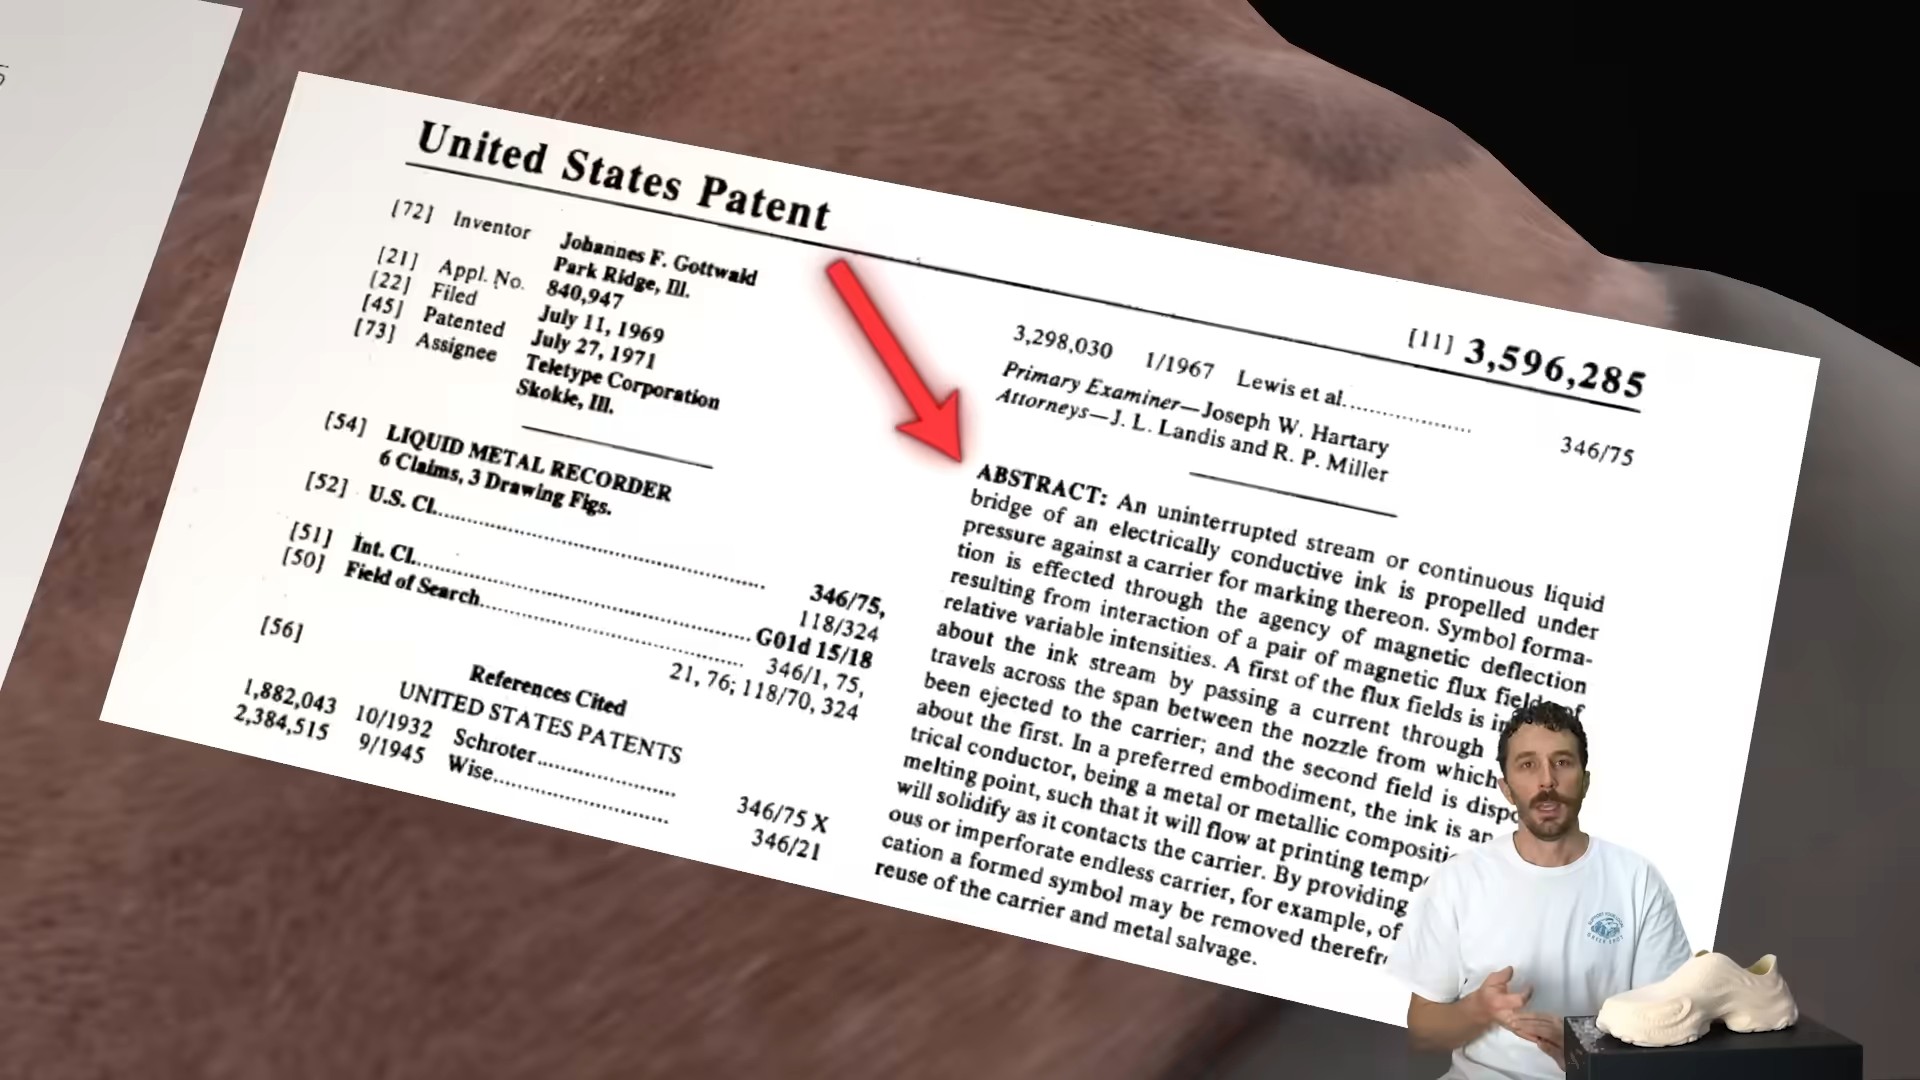 United States Patent
[11] 3,596,285
[72] Inventor Johannes F. Gottwald
Park Ridge, Ill.
[21] Appl. No. 840,947
[22] Filed July 11, 1969
[45] Patented July 27, 1971
[73] Assignee Teletype Corporation
Skokie, Ill.
[54] LIQUID METAL RECORDER
6 Claims, 3 Drawing Figs.
[52] U.S. Cl. 346/75,
118/324
[51] Int. Cl. G01d 15/18
[50] Field of Search 346/1, 75,
21, 76; 118/70, 324
[56] References Cited
UNITED STATES PATENTS
1,882,043 10/1932 Schroter 346/75 X
2,384,515 9/1945 Wise 346/21
3,298,030 1/1967 Lewis et al. 346/75
Primary Examiner—Joseph W. Hartary
Attorneys—J. L. Landis and R. P. Miller
ABSTRACT: An uninterrupted stream or continuous liquid
bridge of an electrically conductive ink is propelled under
pressure against a carrier for marking thereon. Symbol forma-
tion is effected through the agency of magnetic deflection
resulting from interaction of a pair of magnetic flux fields of
relative variable intensities. A first of the flux fields is
about the ink stream by passing a current through
travels across the span between the nozzle from which
been ejected to the carrier; and the second field is
about the first. In a preferred embodiment, the ink is an
trical conductor, being a metal or metallic
melting point, such that it will flow at printing
will solidify as it contacts the carrier. By providing
ous or imperforate endless carrier, for example, of
cation a formed symbol may be removed
reuse of the carrier and metal salvage.